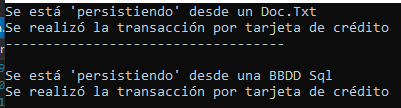 Se está 'persistiendo' desde un Doc.Txt
Se realizó la transacción por tarjeta de crédito
-----------------------------------
Se está 'persistiendo' desde una BBDD Sql
Se realizó la transacción por tarjeta de crédito